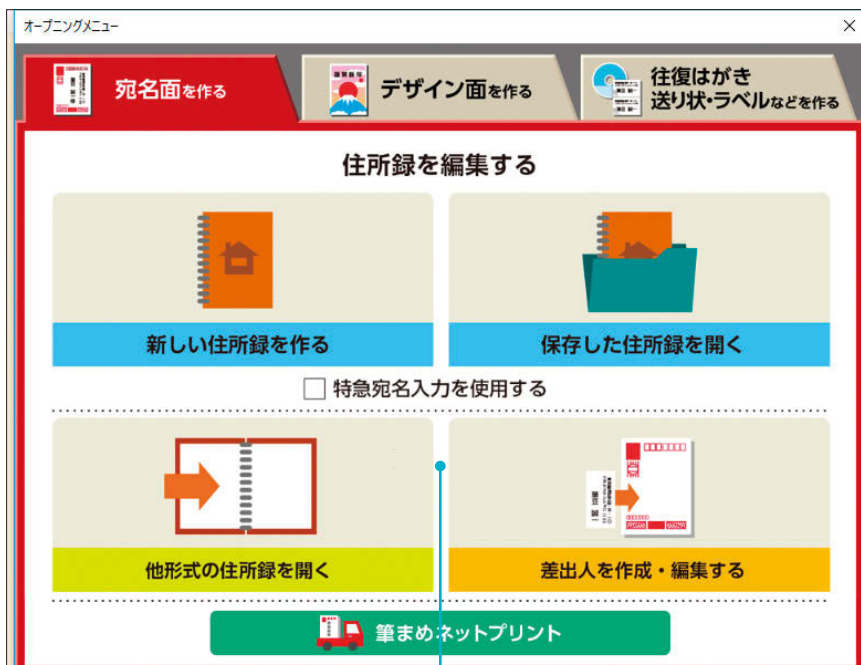 オープニングメニュー
宛名面を作る
デザイン面を作る
往復はがき
送り状・ラベルなどを作る
住所録を編集する
新しい住所録を作る
保存した住所録を開く
特急宛名入力を使用する
他形式の住所録を開く
差出人を作成・編集する
筆まめネットプリント